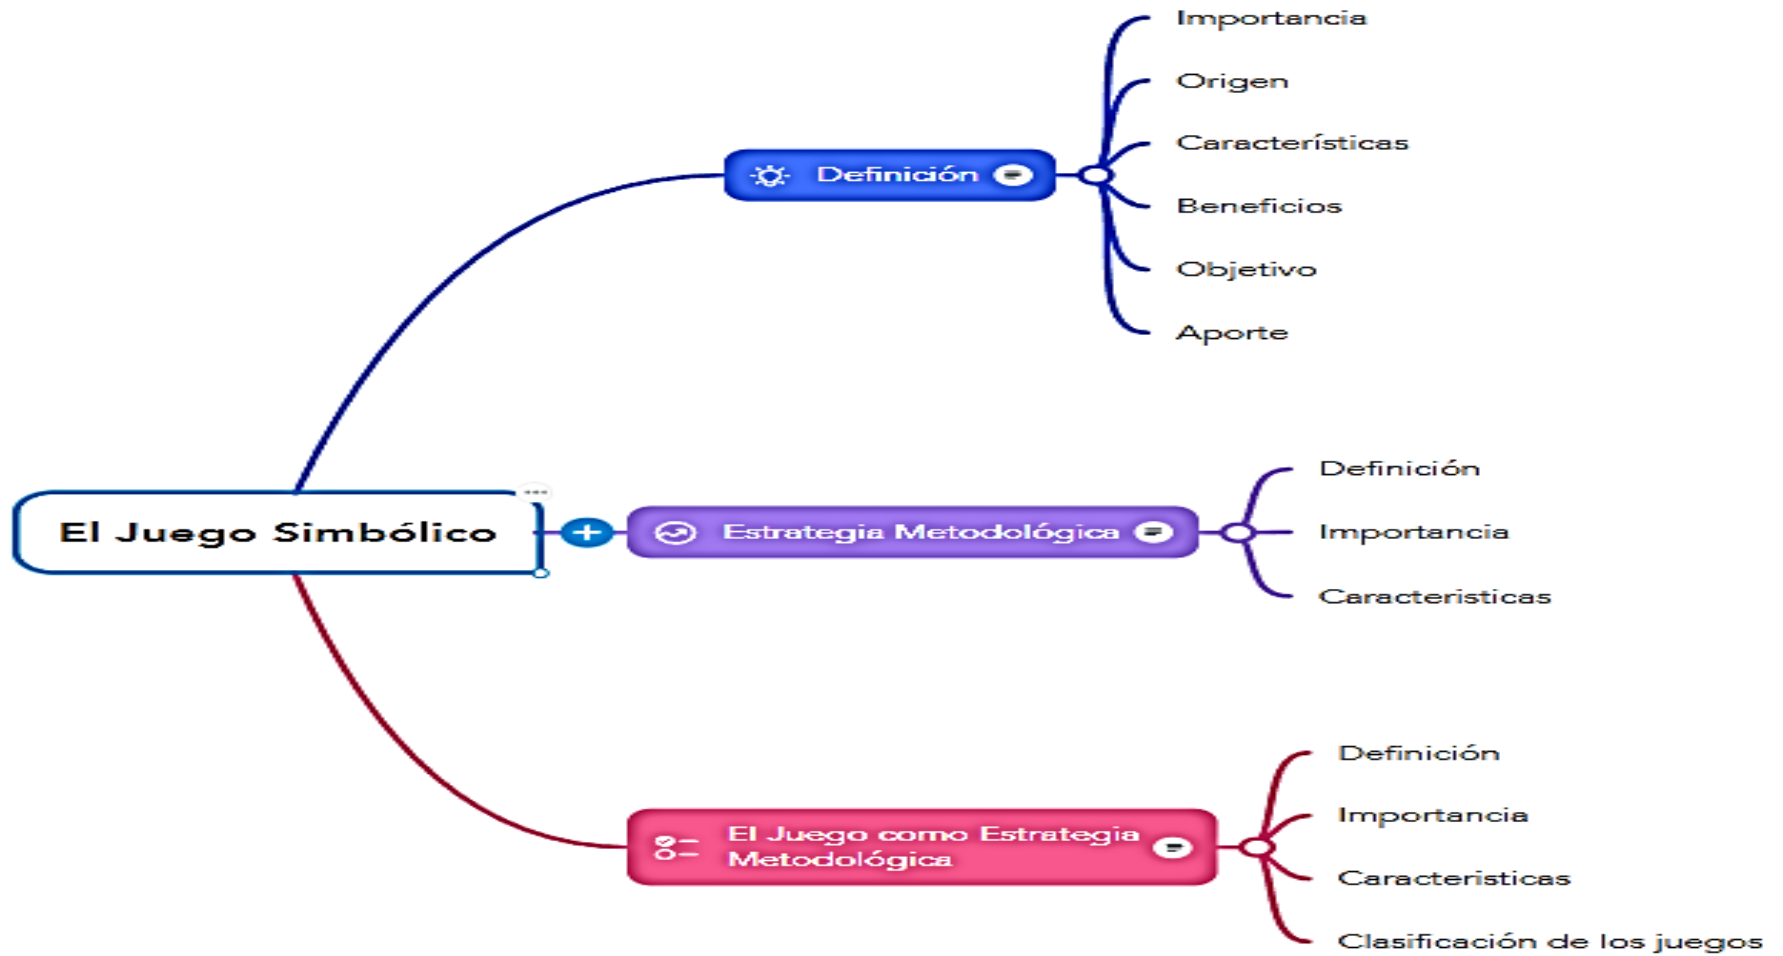 El Juego Simbólico
Definición
Importancia
Origen
Características
Beneficios
Objetivo
Aporte
Estrategia Metodológica
Definición
Importancia
Caracteristicas
El Juego como Estrategia
Metodológica
Definición
Importancia
Caracteristicas
Clasificación de los juegos